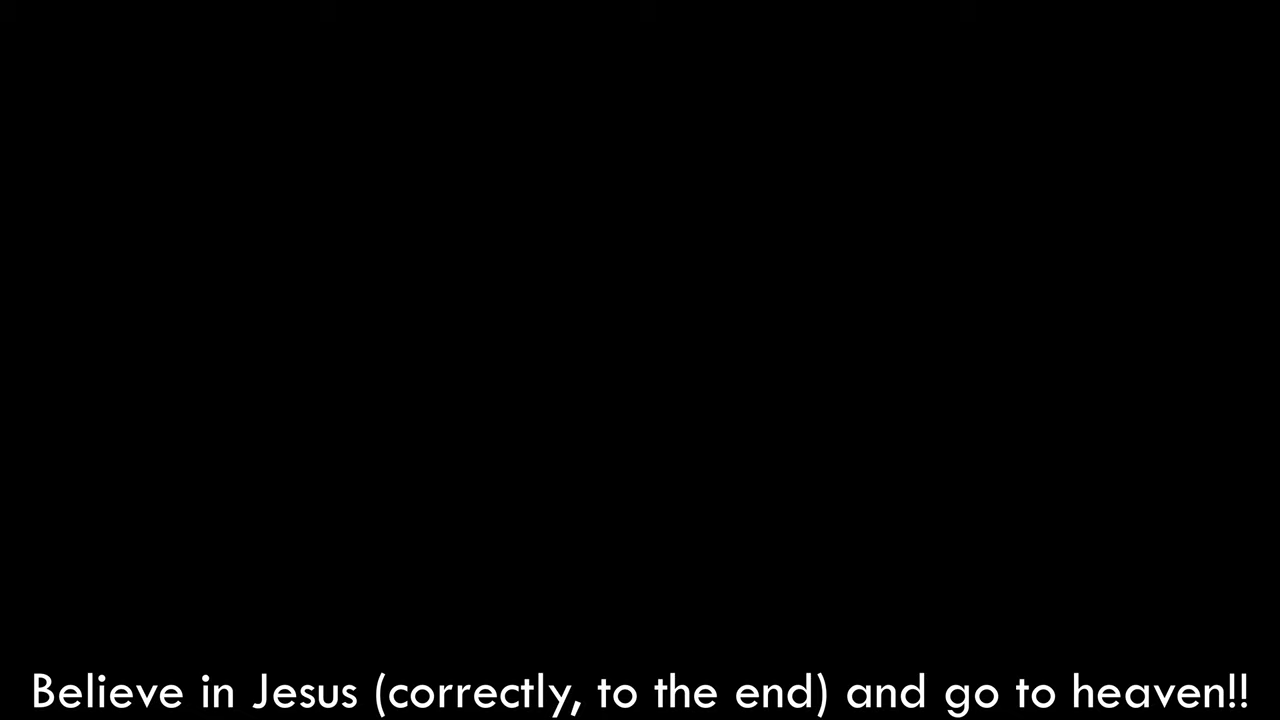 Believe in Jesus (correctly, to the end) and go to heaven!!